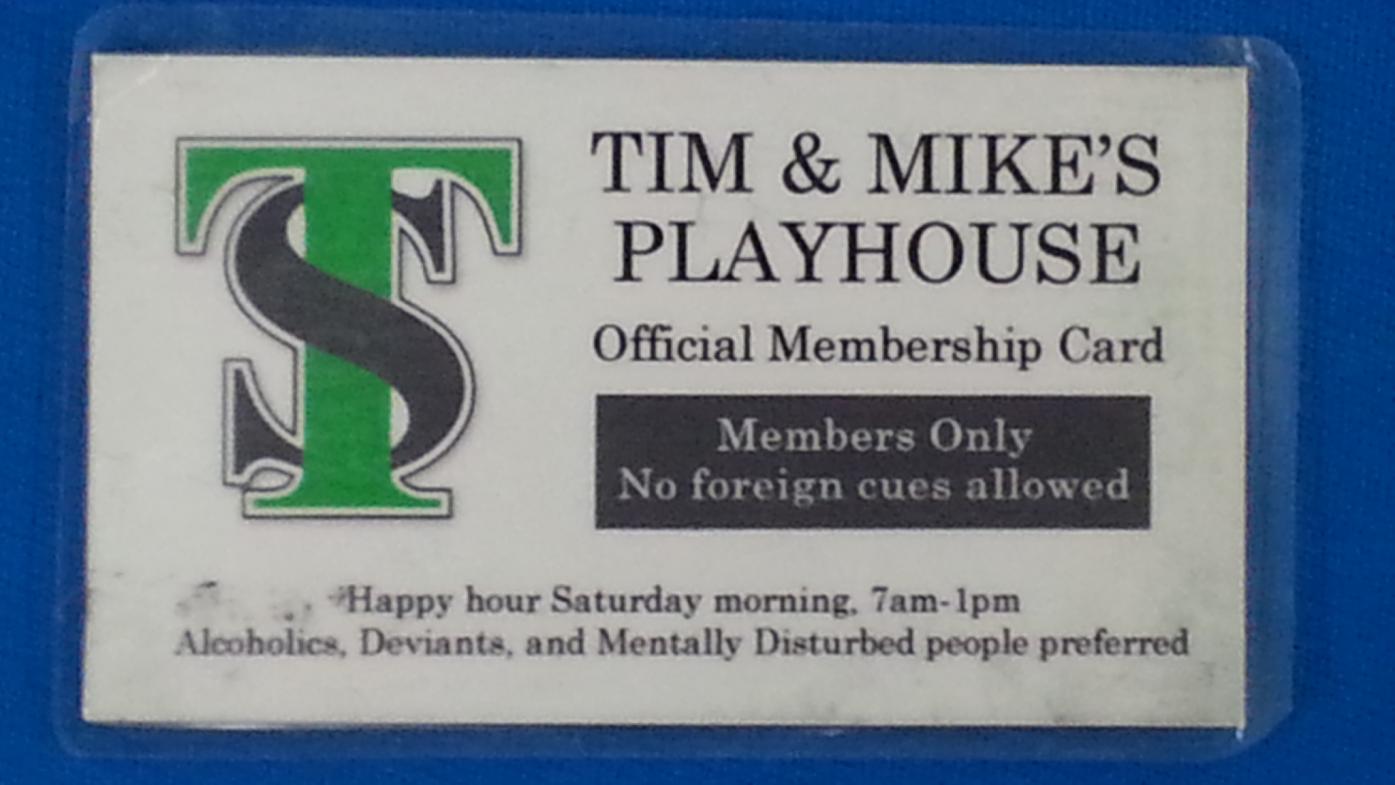 TS
TIM & MIKE'S
PLAYHOUSE
Official Membership Card
Members Only
No foreign cues allowed
*Happy hour Saturday morning, 7am-1pm
Alcoholics, Deviants, and Mentally Disturbed people preferred